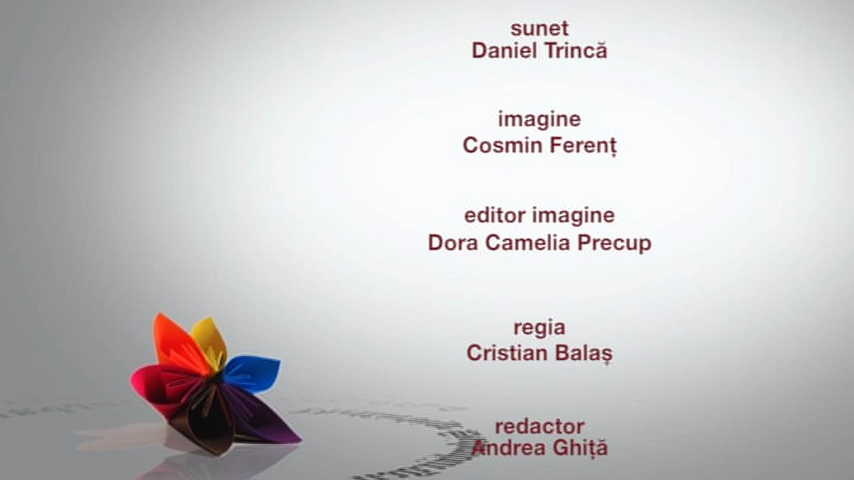 sunet
Daniel Trincă
imagine
Cosmin Ferenț
editor imagine
Dora Camelia Precup
regia
Cristian Balaș
redactor
Andrea Ghiță